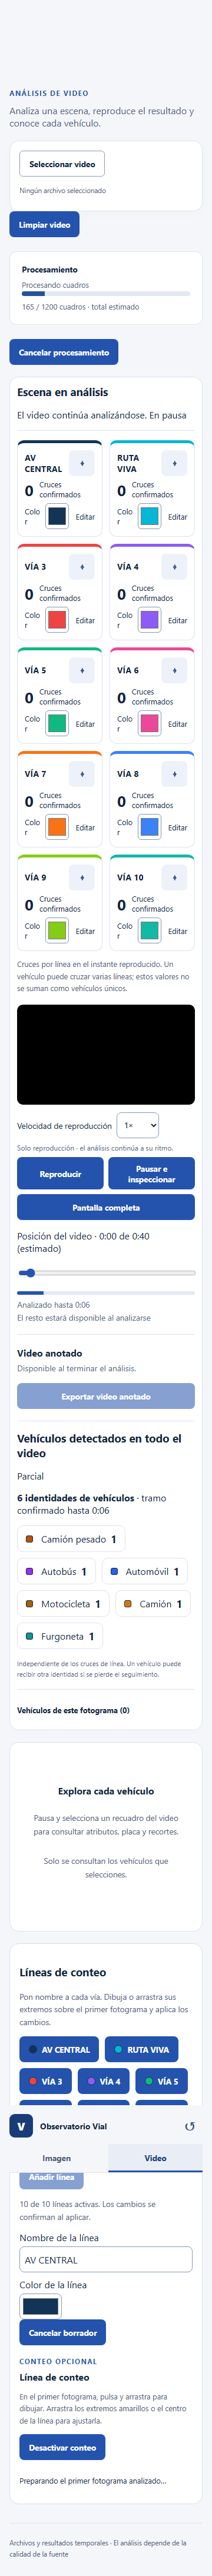 ANÁLISIS DE VIDEO
Analiza una escena, reproduce el resultado y
conoce cada vehículo.
Seleccionar video
Ningún archivo seleccionado
Limpiar video
Procesamiento
Procesando cuadros
165 / 1200 cuadros · total estimado
Cancelar procesamiento
Escena en análisis
El video continúa analizándose. En pausa
AV
CENTRAL
0 Cruces
confirmados
Colo
r
Editar
RUTA
VIVA
0 Cruces
confirmados
Colo
r
Editar
VÍA 3
0 Cruces
confirmados
Colo
r
Editar
VÍA 4
0 Cruces
confirmados
Colo
r
Editar
VÍA 5
0 Cruces
confirmados
Colo
r
Editar
VÍA 6
0 Cruces
confirmados
Colo
r
Editar
VÍA 7
0 Cruces
confirmados
Colo
r
Editar
VÍA 8
0 Cruces
confirmados
Colo
r
Editar
VÍA 9
0 Cruces
confirmados
Colo
r
Editar
VÍA 10
0 Cruces
confirmados
Colo
r
Editar
Cruces por línea en el instante reproducido. Un
vehículo puede cruzar varias líneas; estos valores no
se suman como vehículos únicos.
Velocidad de reproducción 1×
Solo reproducción · el análisis continúa a su ritmo.
Reproducir
Pausar e
inspeccionar
Pantalla completa
Posición del video · 0:00 de 0:40
(estimado)
Analizado hasta 0:06
El resto estará disponible al analizarse
Video anotado
Disponible al terminar el análisis.
Exportar video anotado
Vehículos detectados en todo el
video
Parcial
6 identidades de vehículos · tramo
confirmado hasta 0:06
Camión pesado 1
Autobús 1
Automóvil 1
Motocicleta 1
Camión 1
Furgoneta 1
Independiente de los cruces de línea. Un vehículo puede
recibir otra identidad si se pierde el seguimiento.
Vehículos de este fotograma (0)
Explora cada vehículo
Pausa y selecciona un recuadro del video
para consultar atributos, placa y recortes.
Solo se consultan los vehículos que
selecciones.
Líneas de conteo
Pon nombre a cada vía. Dibuja o arrastra sus
extremos sobre el primer fotograma y aplica los
cambios.
AV CENTRAL
RUTA VIVA
VÍA 3
VÍA 4
VÍA 5
V
Observatorio Vial
↺
Imagen
Video
Añadir línea
10 de 10 líneas activas. Los cambios se
confirman al aplicar.
Nombre de la línea
AV CENTRAL
Color de la línea
Cancelar borrador
CONTEO OPCIONAL
Línea de conteo
En el primer fotograma, pulsa y arrastra para
dibujar. Arrastra los extremos amarillos o el centro
de la línea para ajustarla.
Desactivar conteo
Preparando el primer fotograma analizado...
Archivos y resultados temporales · El análisis depende de la
calidad de la fuente